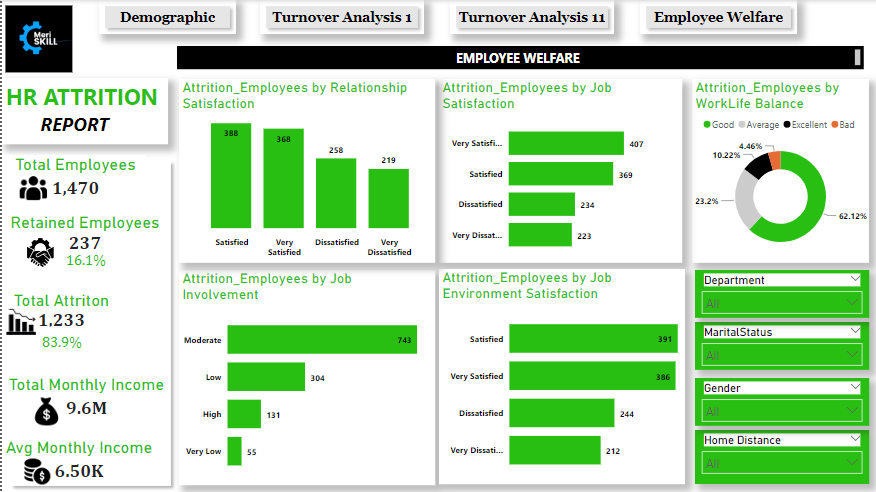 Meri
SKILL
Demographic
Turnover Analysis 1
Turnover Analysis 11
Employee Welfare
EMPLOYEE WELFARE
HR ATTRITION
REPORT
Total Employees
1,470
Retained Employees
237
16.1%
Total Attriton
1,233
83.9%
Total Monthly Income
9.6M
Avg Monthly Income
6.50K
Attrition_Employees by Relationship
Satisfaction
388
368
258
219
Satisfied
Very
Satisfied
Dissatisfied
Very
Dissatisfied
Attrition_Employees by Job
Satisfaction
Very Satisfi... 407
Satisfied 369
Dissatisfied 234
Very Dissat... 223
Attrition_Employees by
WorkLife Balance
Good Average Excellent Bad
4.46%
10.22%
23.2%
62.12%
Attrition_Employees by Job
Involvement
Moderate 743
Low 304
High 131
Very Low 55
Attrition_Employees by Job
Environment Satisfaction
Satisfied 391
Very Satisfied 386
Dissatisfied 244
Very Dissati... 212
Department
All
MaritalStatus
All
Gender
All
Home Distance
All